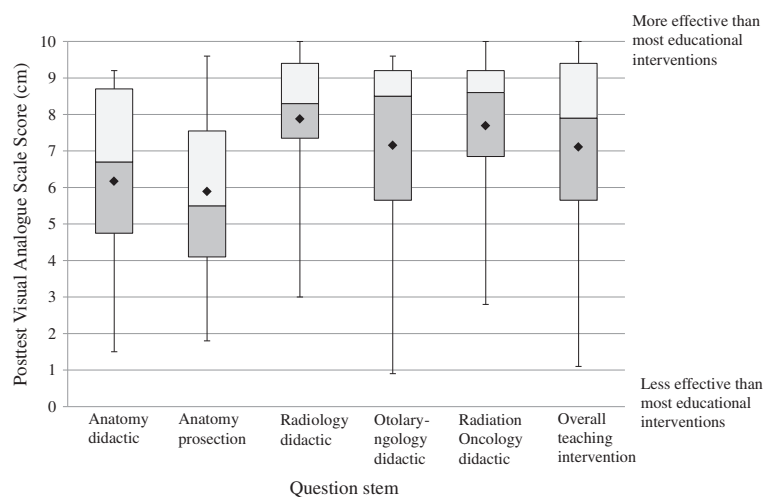 More effective than
most educational
interventions
Posttest Visual Analogue Scale Score (cm)
10
9
8
7
6
5
4
3
2
1
0
Less effective than
most educational
interventions
Anatomy
didactic
Anatomy
prosection
Radiology
didactic
Otolary-
ngology
didactic
Radiation
Oncology
didactic
Overall
teaching
intervention
Question stem